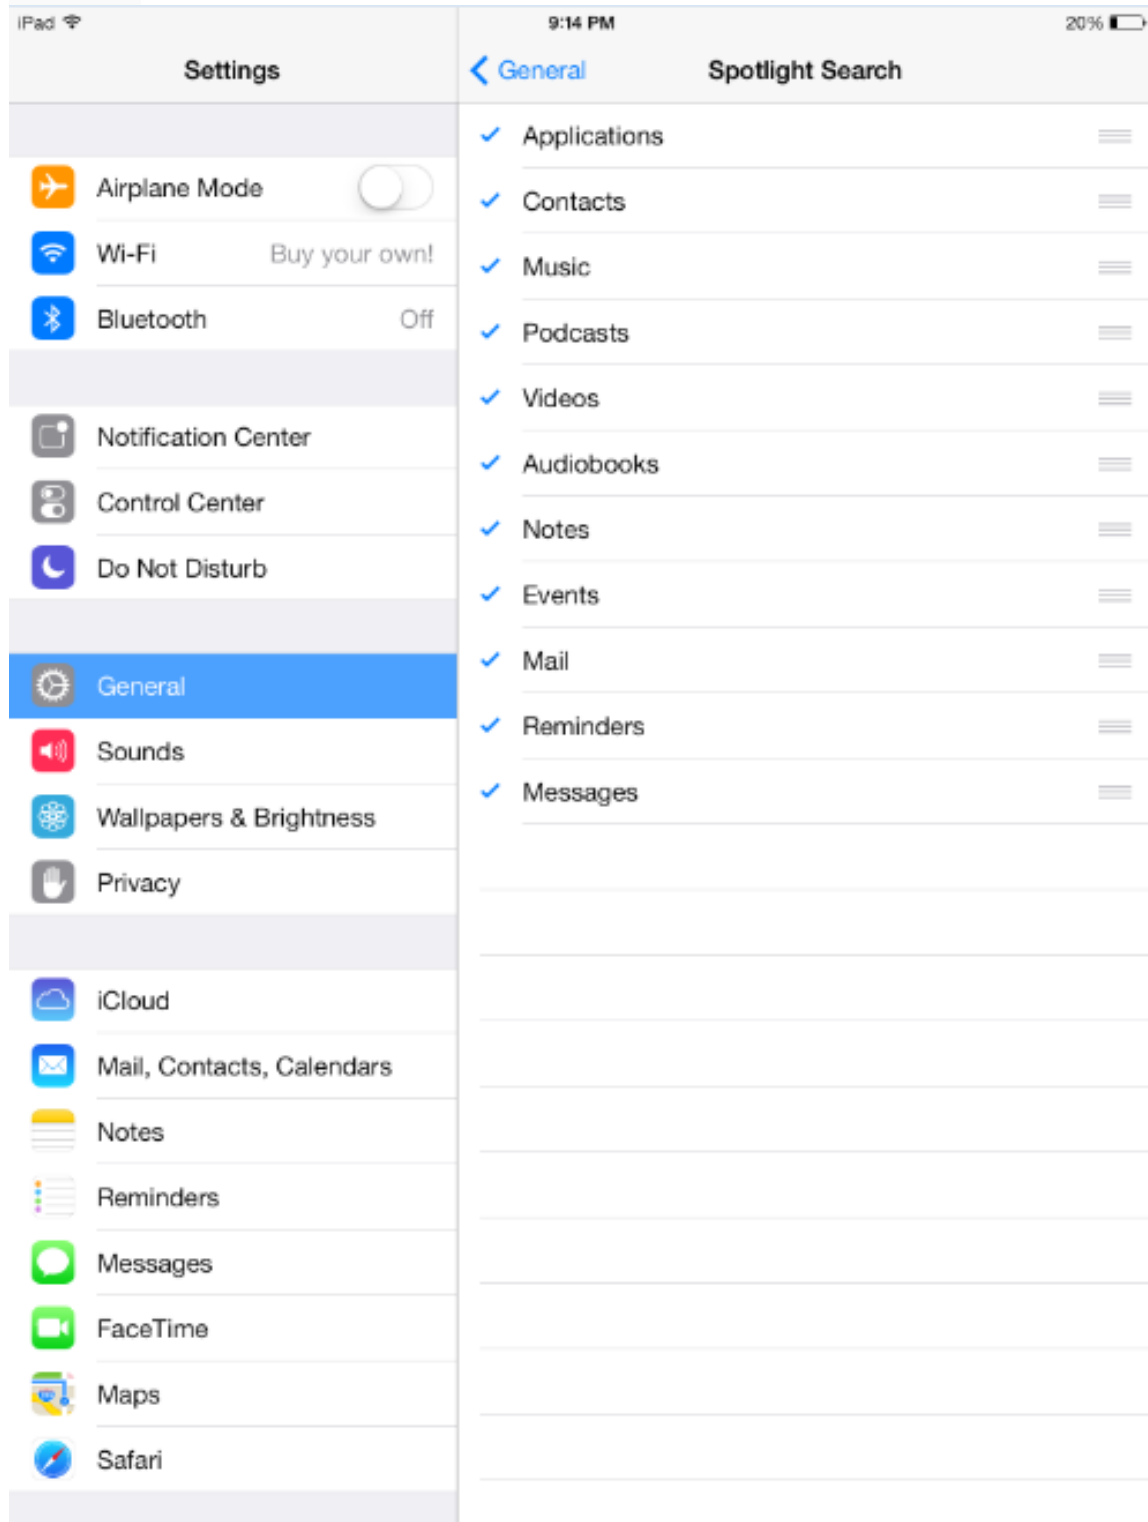 iPad
9:14 PM
20%
Settings
Airplane Mode
Wi-Fi
Buy your own!
Bluetooth
Off
Notification Center
Control Center
Do Not Disturb
General
Sounds
Wallpapers & Brightness
Privacy
iCloud
Mail, Contacts, Calendars
Notes
Reminders
Messages
FaceTime
Maps
Safari
General
Spotlight Search
Applications
Contacts
Music
Podcasts
Videos
Audiobooks
Notes
Events
Mail
Reminders
Messages